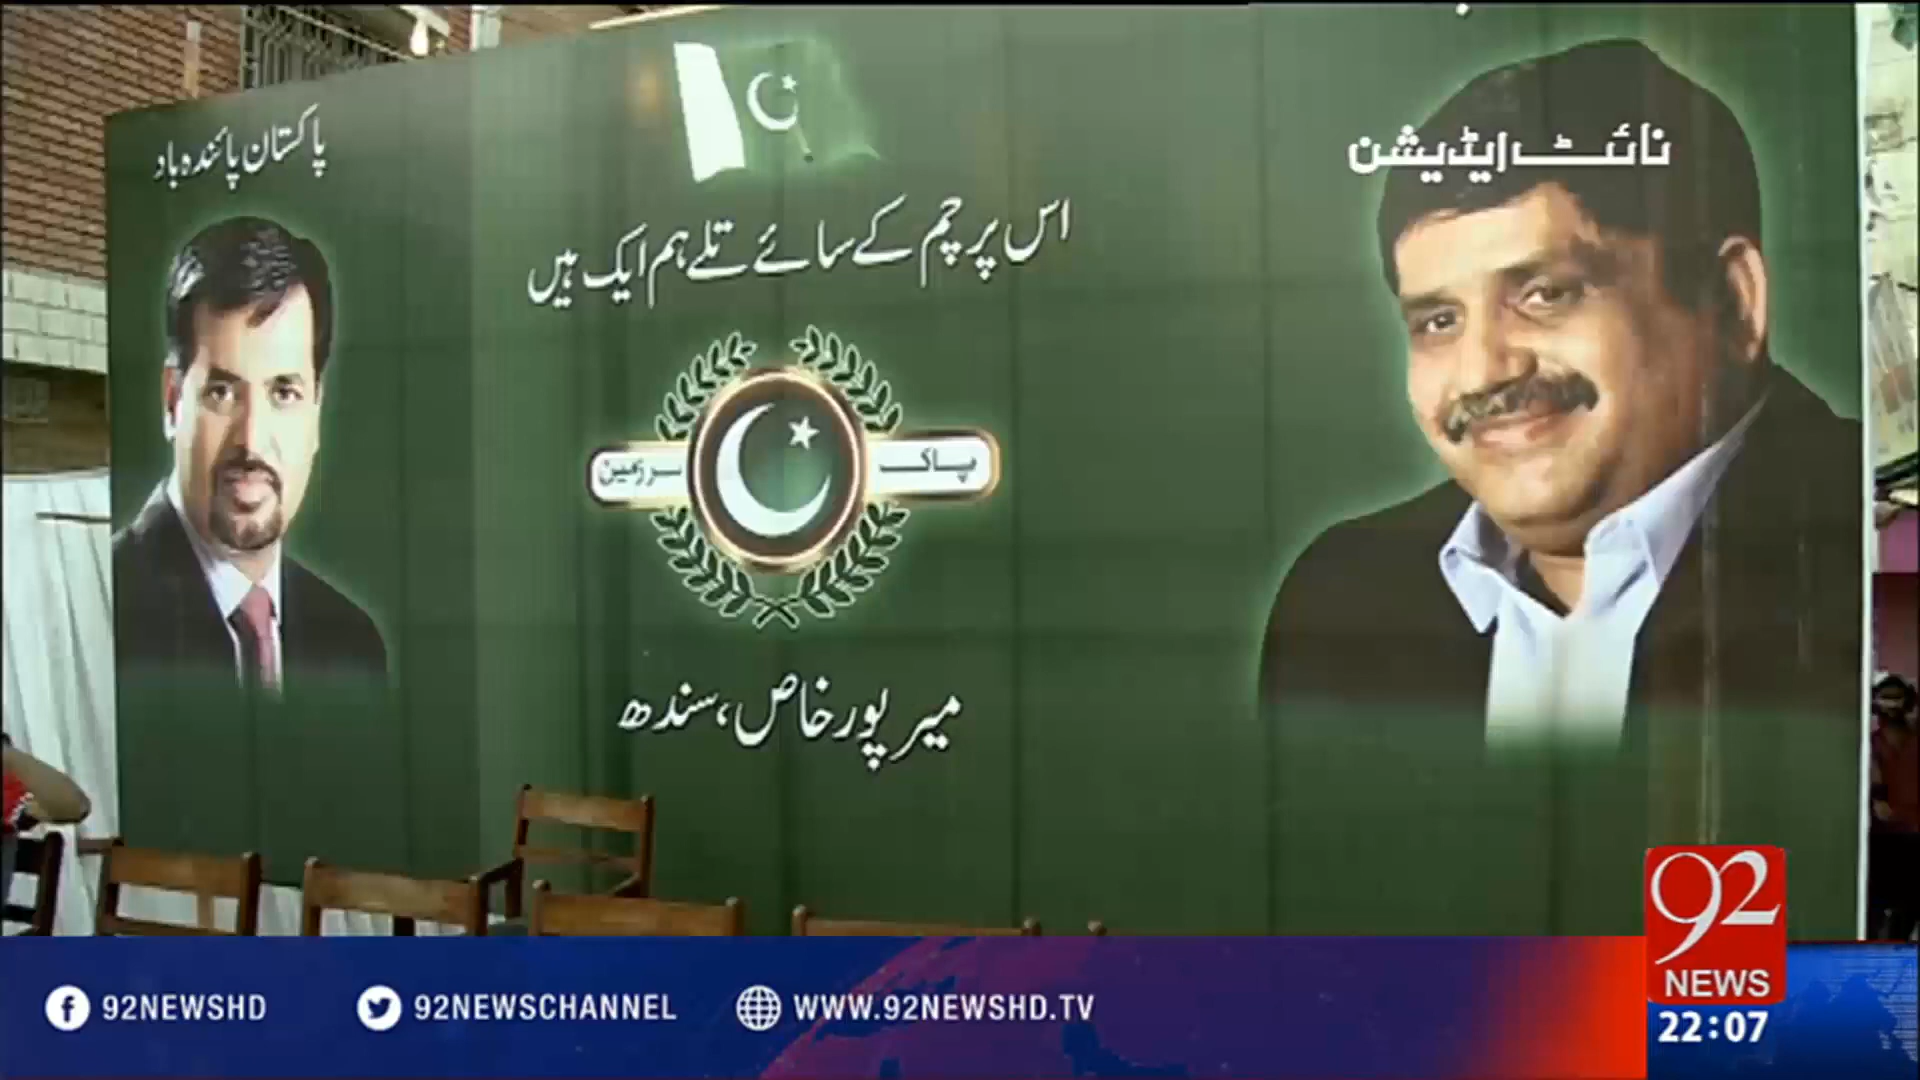 پاکستان پائندہ باد
نائٹ ایڈیشن
اس پرچم کے سائے تلے ہم ایک ہیں
پاک سرزمین
میرپورخاص، سندھ
92 NEWS
22:07
92NEWSHD
92NEWSCHANNEL
WWW.92NEWSHD.TV